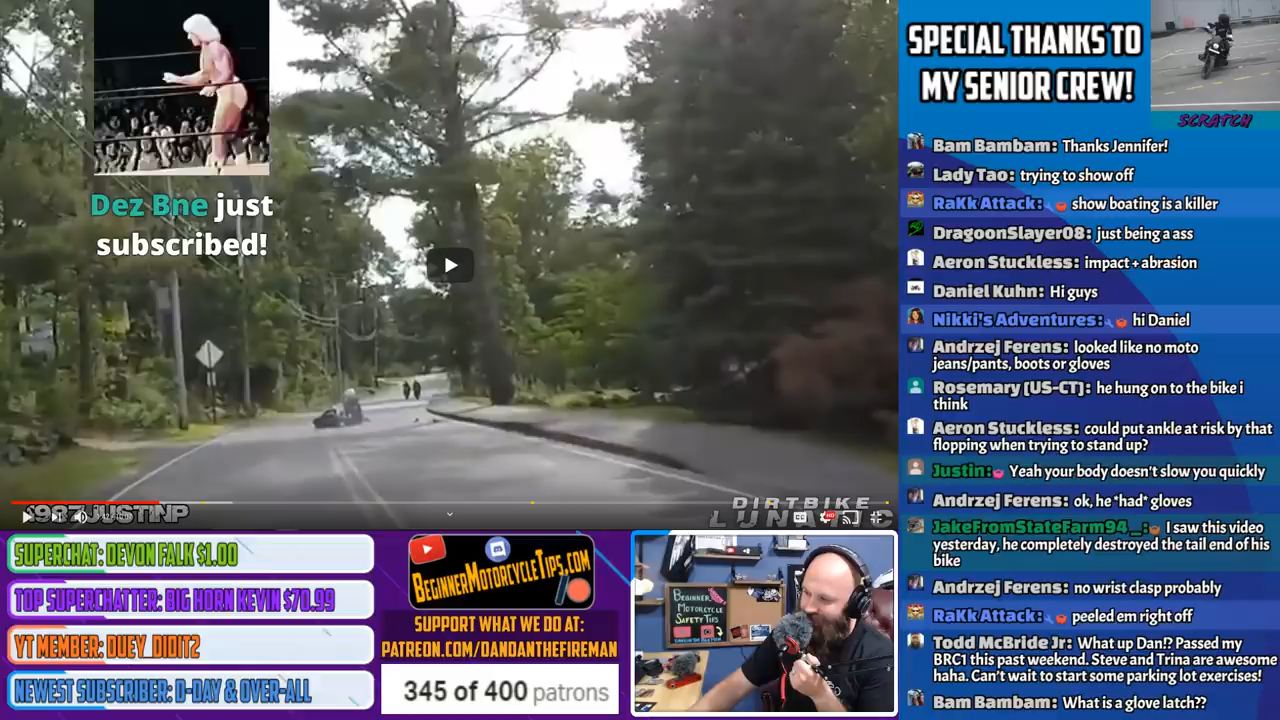 Dez Bne just
subscribed!
1987JUSTINP
DIRTBIKE
LUNATIC
HD
SPECIAL THANKS TO
MY SENIOR CREW!
SCRATCH
Bam Bambam: Thanks Jennifer!
Lady Tao: trying to show off
RaKk Attack: show boating is a killer
DragoonSlayer08: just being a ass
Aeron Stuckless: impact + abrasion
Daniel Kuhn: Hi guys
Nikki's Adventures: hi Daniel
Andrzej Ferens: looked like no moto
jeans/pants, boots or gloves
Rosemary [US-CT]: he hung on to the bike i
think
Aeron Stuckless: could put ankle at risk by that
flopping when trying to stand up?
Justin: Yeah your body doesn't slow you quickly
Andrzej Ferens: ok, he *had* gloves
JakeFromStateFarm94_: I saw this video
yesterday, he completely destroyed the tail end of his
bike
Andrzej Ferens: no wrist clasp probably
RaKk Attack: peeled em right off
Todd McBride Jr: What up Dan!? Passed my
BRC1 this past weekend. Steve and Trina are awesome
haha. Can't wait to start some parking lot exercises!
Bam Bambam: What is a glove latch??
SUPERCHAT: DEVON FALK $1.00
TOP SUPERCHATTER: BIG HORN KEVIN $70.99
YT MEMBER: DUEY_DIDIT2
NEWEST SUBSCRIBER: D-DAY & OVER-ALL
BEGINNERMOTORCYCLETIPS.COM
SUPPORT WHAT WE DO AT:
PATREON.COM/DANDANTHEFIREMAN
345 of 400 patrons
BEGINNER
MOTORCYCLE
SAFETY TIPS